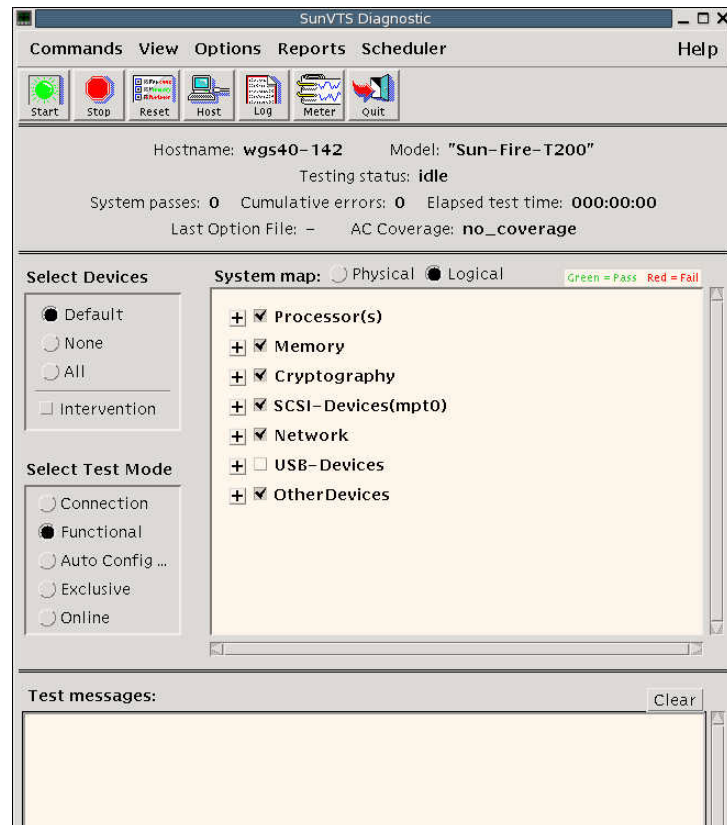 SunVTS Diagnostic
Commands View Options Reports Scheduler Help
Start Stop Reset Host Log Meter Quit
Hostname: wgs40-142 Model: "Sun-Fire-T200"
Testing status: idle
System passes: 0 Cumulative errors: 0 Elapsed test time: 000:00:00
Last Option File: - AC Coverage: no_coverage
Select Devices
System map: Physical Logical Green = Pass Red = Fail
Default
None
All
Intervention
Processor(s)
Memory
Cryptography
SCSI-Devices(mpt0)
Network
USB-Devices
OtherDevices
Select Test Mode
Connection
Functional
Auto Config ...
Exclusive
Online
Test messages:
Clear